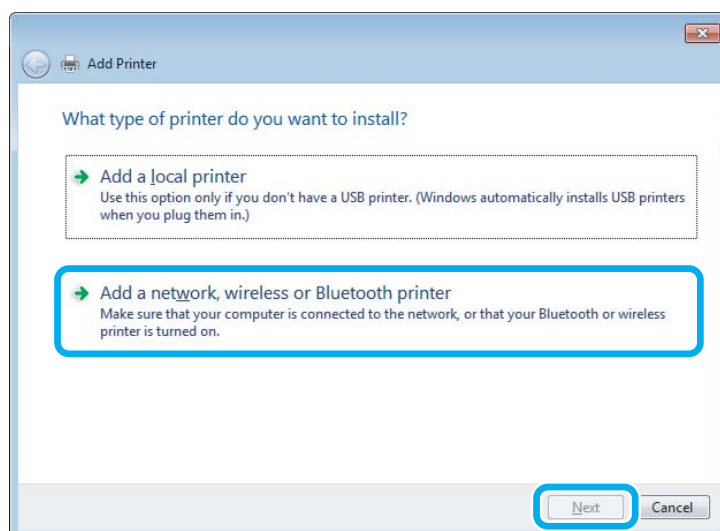 Add Printer
What type of printer do you want to install?
Add a local printer
Use this option only if you don't have a USB printer. (Windows automatically installs USB printers
when you plug them in.)
Add a network, wireless or Bluetooth printer
Make sure that your computer is connected to the network, or that your Bluetooth or wireless
printer is turned on.
Next
Cancel